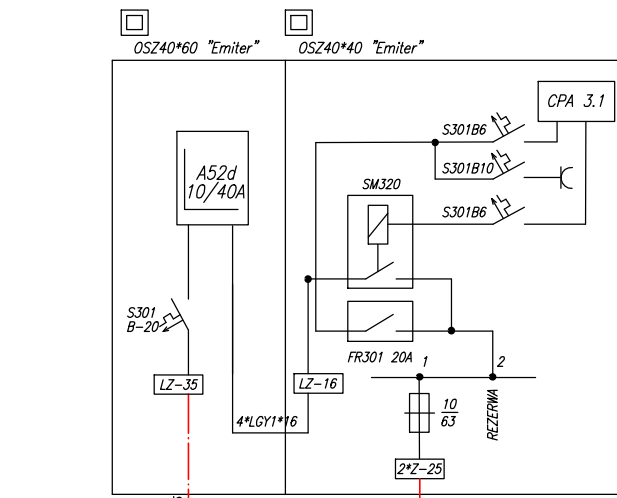 OSZ40*60 "Emiter"
OSZ40*40 "Emiter"
CPA 3.1
S301B6
S301B10
A52d
10/40A
SM320
S301B6
S301
B-20
FR301 20A
1
2
LZ-35
LZ-16
4*LGY1*16
10
63
REZERWA
2*Z-25